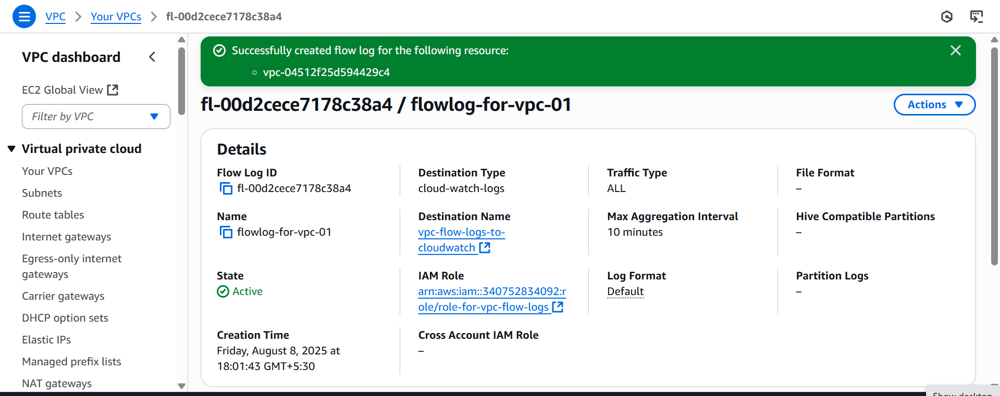 VPC > Your VPCs > fl-00d2cece7178c38a4
VPC dashboard
EC2 Global View
Filter by VPC
Virtual private cloud
Your VPCs
Subnets
Route tables
Internet gateways
Egress-only internet
gateways
Carrier gateways
DHCP option sets
Elastic IPs
Managed prefix lists
NAT gateways
Successfully created flow log for the following resource:
vpc-04512f25d594429c4
fl-00d2cece7178c38a4 / flowlog-for-vpc-01
Actions
Details
Flow Log ID
fl-00d2cece7178c38a4
Destination Type
cloud-watch-logs
Traffic Type
ALL
File Format
–
Name
flowlog-for-vpc-01
Destination Name
vpc-flow-logs-to-
cloudwatch
Max Aggregation Interval
10 minutes
Hive Compatible Partitions
–
State
Active
IAM Role
arn:aws:iam::340752834092:r
ole/role-for-vpc-flow-logs
Log Format
Default
Partition Logs
–
Creation Time
Friday, August 8, 2025 at
18:01:43 GMT+5:30
Cross Account IAM Role
–
Show desktop